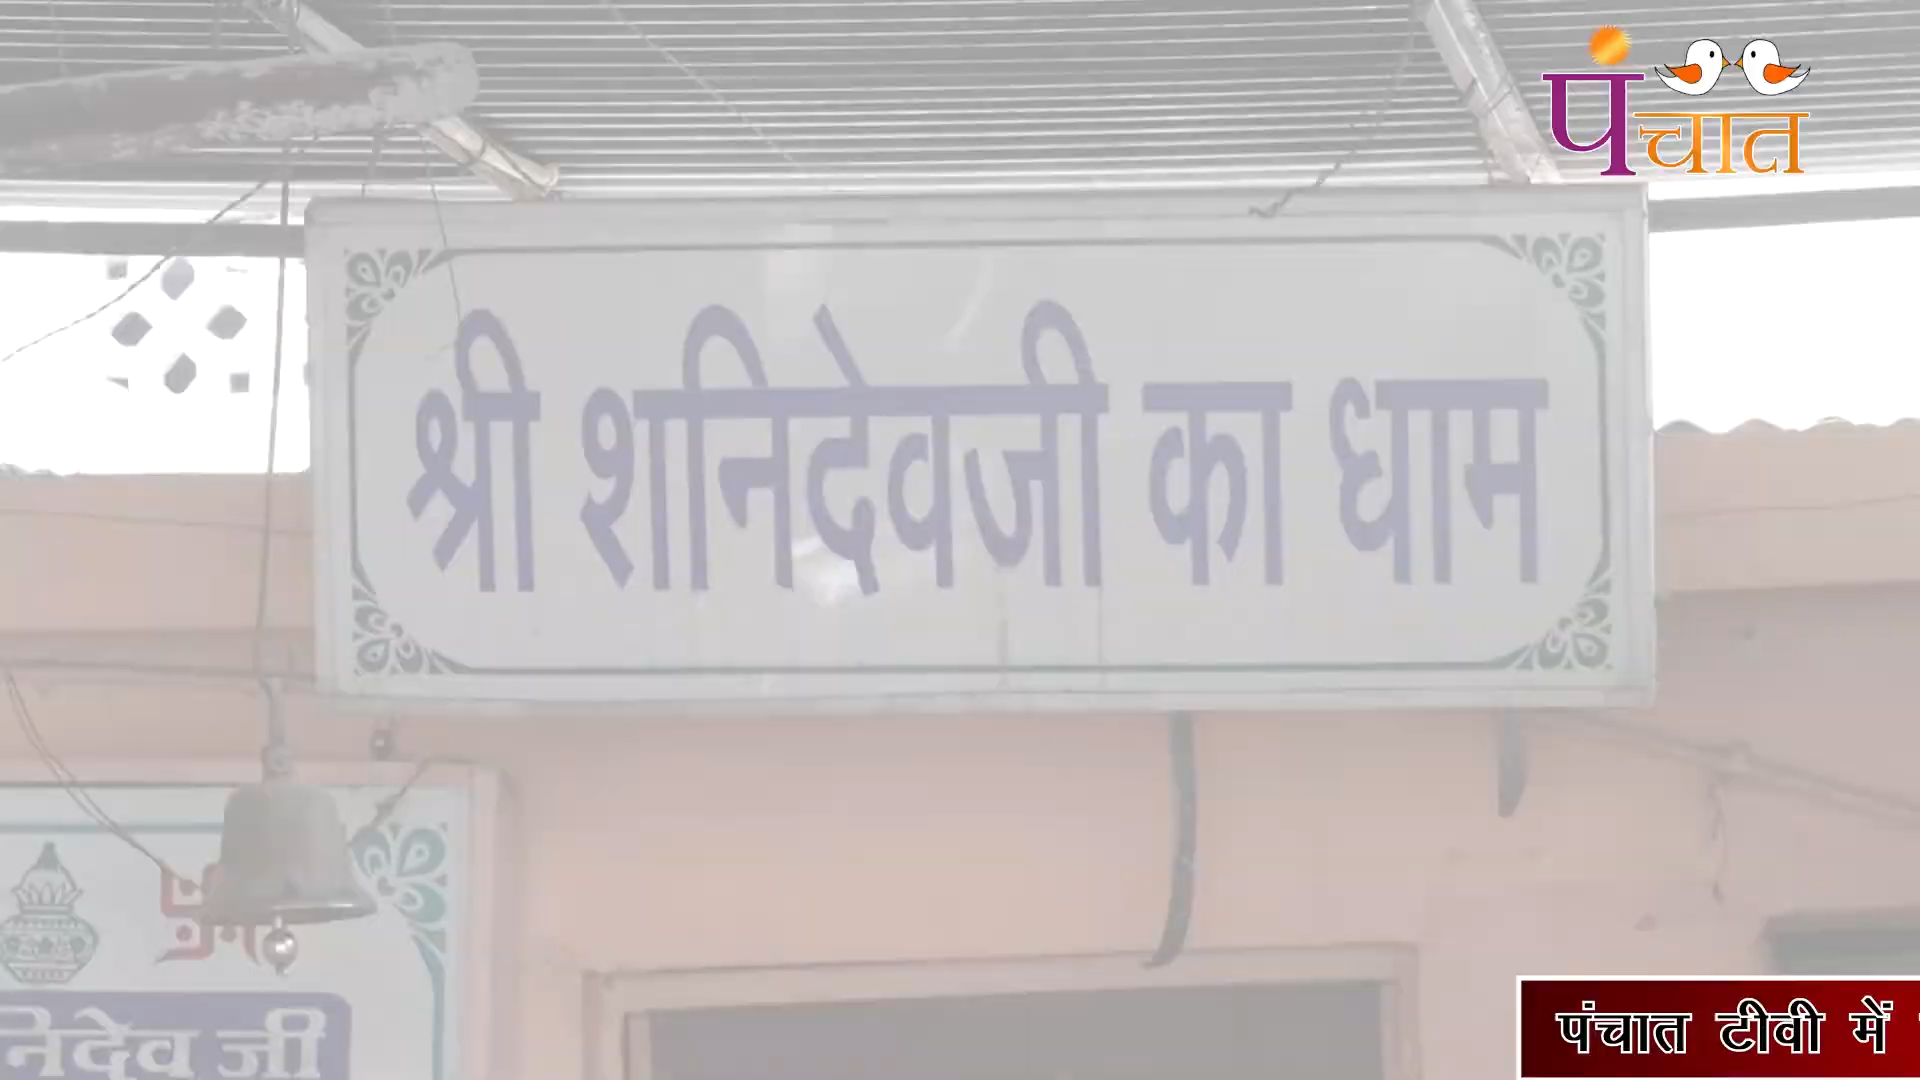 पंचात
श्री शनिदेवजी का धाम
निदेव जी
पंचात टीवी में